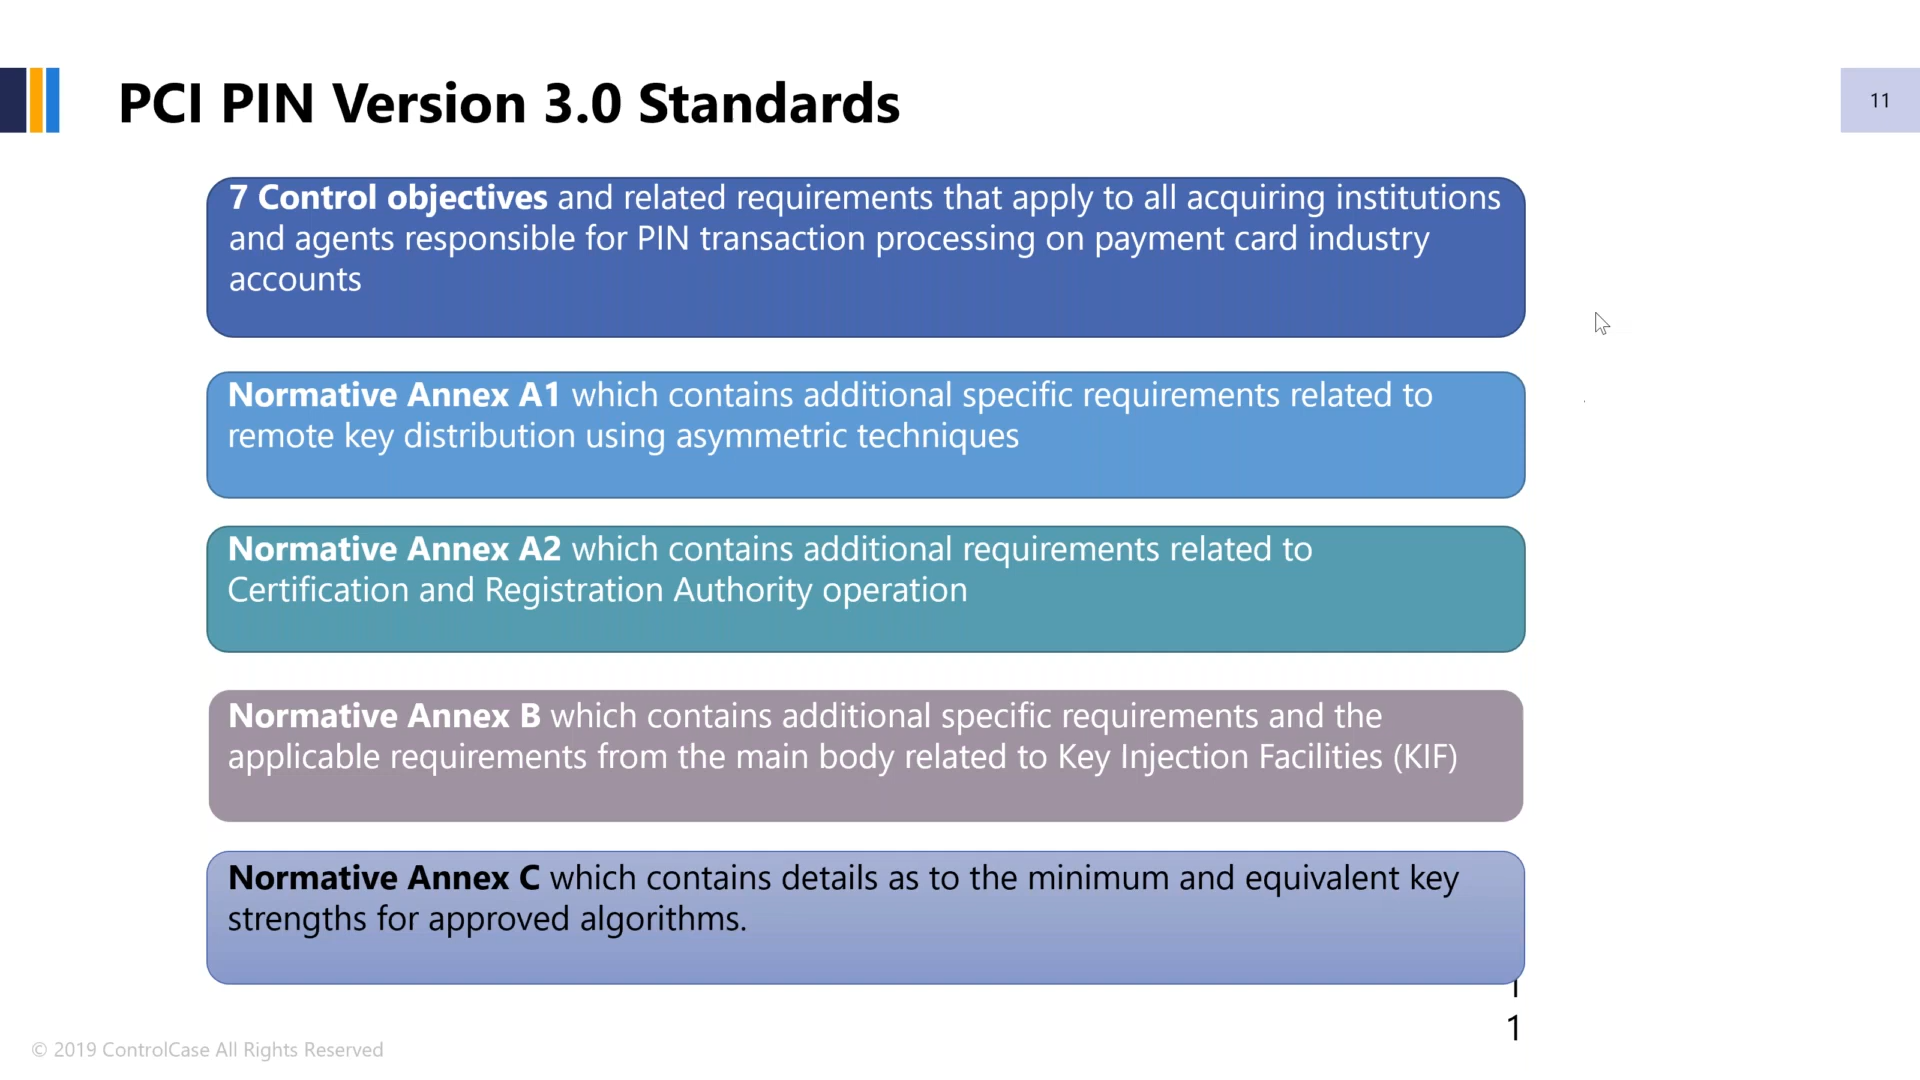 PCI PIN Version 3.0 Standards
11
7 Control objectives and related requirements that apply to all acquiring institutions
and agents responsible for PIN transaction processing on payment card industry
accounts
Normative Annex A1 which contains additional specific requirements related to
remote key distribution using asymmetric techniques
Normative Annex A2 which contains additional requirements related to
Certification and Registration Authority operation
Normative Annex B which contains additional specific requirements and the
applicable requirements from the main body related to Key Injection Facilities (KIF)
Normative Annex C which contains details as to the minimum and equivalent key
strengths for approved algorithms.
1
1
© 2019 ControlCase All Rights Reserved